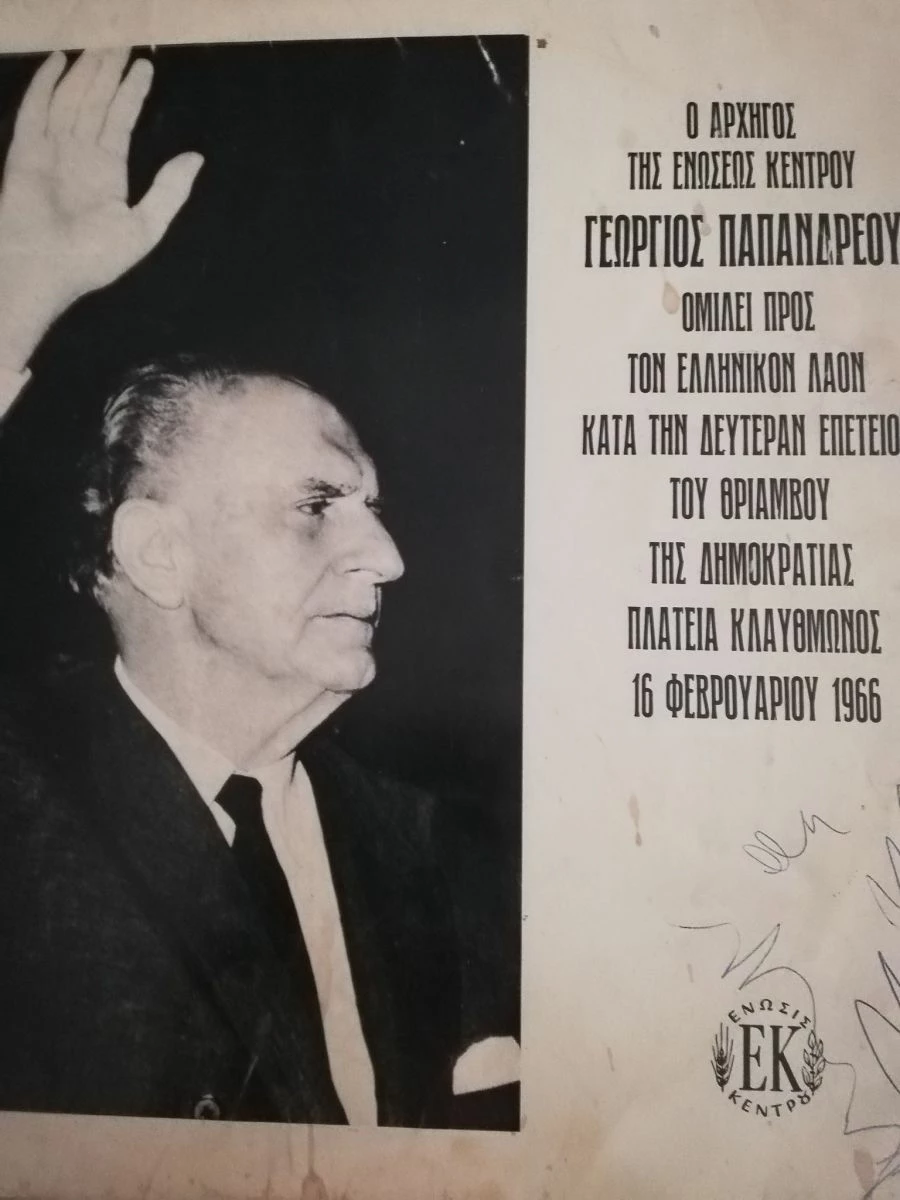 Ο ΑΡΧΗΓΟΣ
ΤΗΣ ΕΝΩΣΕΩΣ ΚΕΝΤΡΟΥ
ΓΕΩΡΓΙΟΣ ΠΑΠΑΝΔΡΕΟΥ
ΟΜΙΛΕΙ ΠΡΟΣ
ΤΟΝ ΕΛΛΗΝΙΚΟΝ ΛΑΟΝ
ΚΑΤΑ ΤΗΝ ΔΕΥΤΕΡΑΝ ΕΠΕΤΕΙΟ
ΤΟΥ ΘΡΙΑΜΒΟΥ
ΤΗΣ ΔΗΜΟΚΡΑΤΙΑΣ
ΠΛΑΤΕΙΑ ΚΛΑΥΘΜΩΝΟΣ
16 ΦΕΒΡΟΥΑΡΙΟΥ 1966
ΕΝΩΣΙΣ
ΕΚ
ΚΕΝΤΡΟΥ